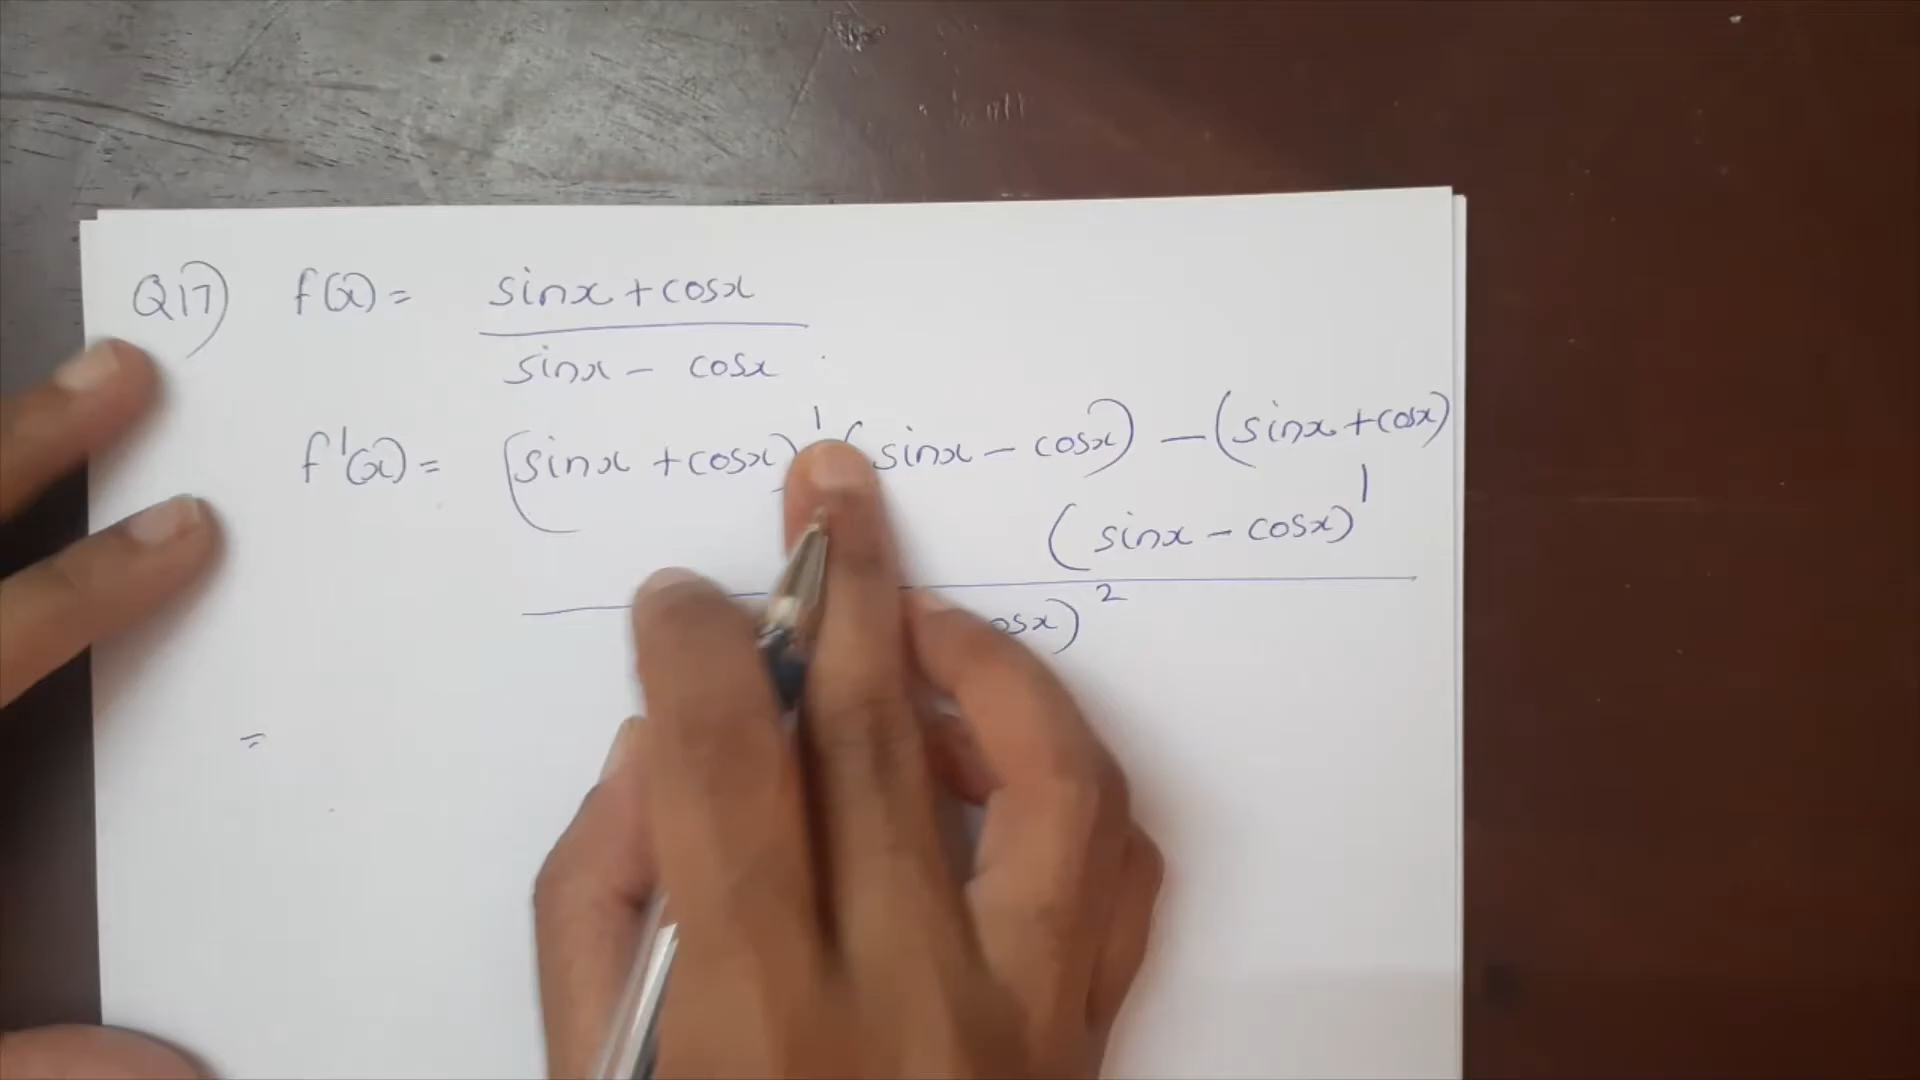 Q17) f(x) = sinx + cosx
sinx - cosx
f'(x) = (sinx + cosx)' (sinx - cosx) - (sinx + cosx)
(sinx - cosx)'
osx)²
=